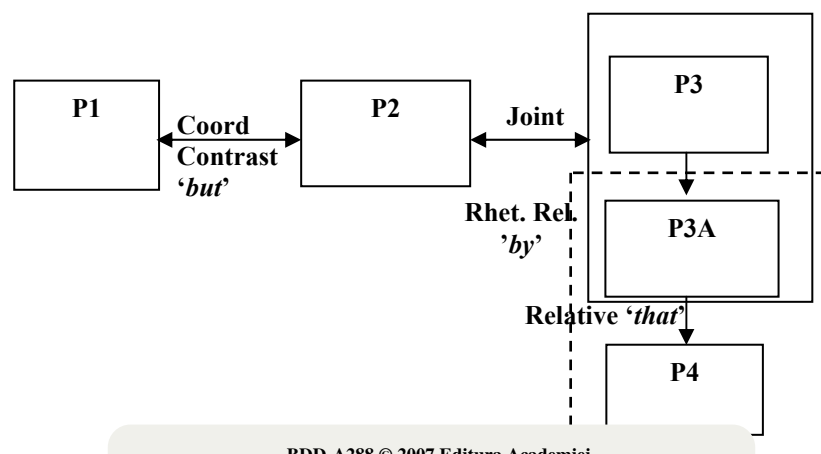 P1
Coord
Contrast
‘but’
P2
Joint
P3
Rhet. Rel.
’by’
P3A
Relative ‘that’
P4
BDD-A288 © 2007 Editura Academiei